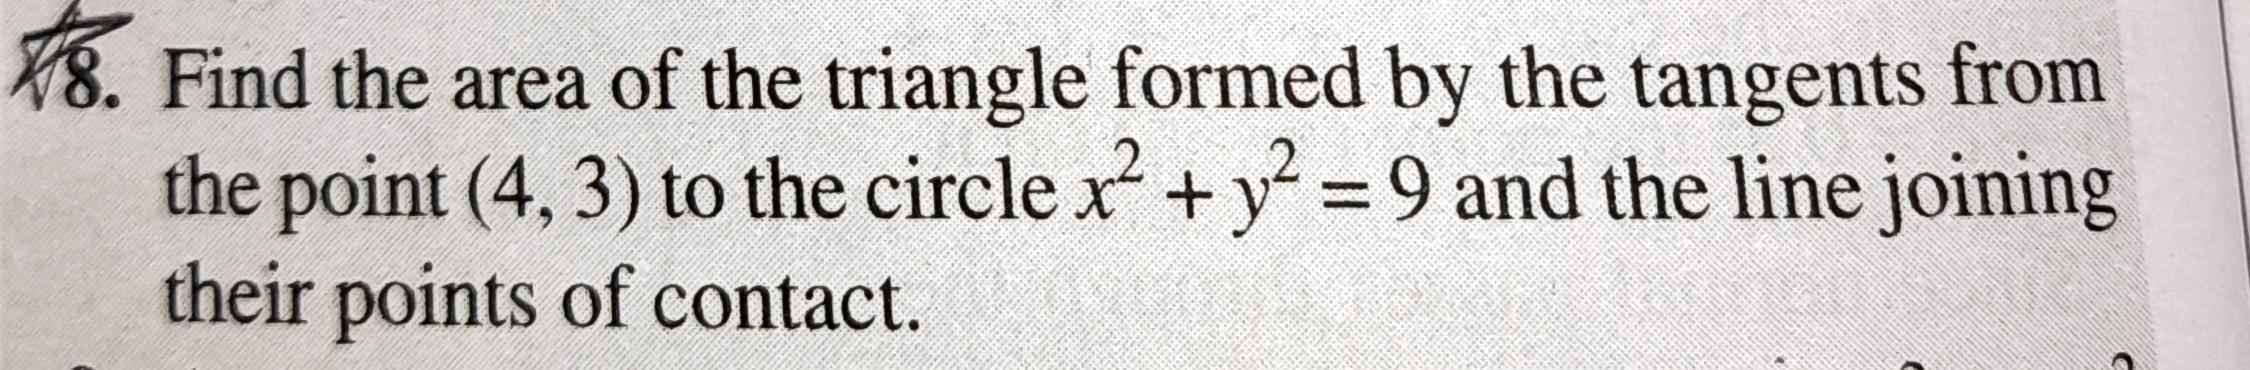 8. Find the area of the triangle formed by the tangents from
the point (4, 3) to the circle x² + y² = 9 and the line joining
their points of contact.